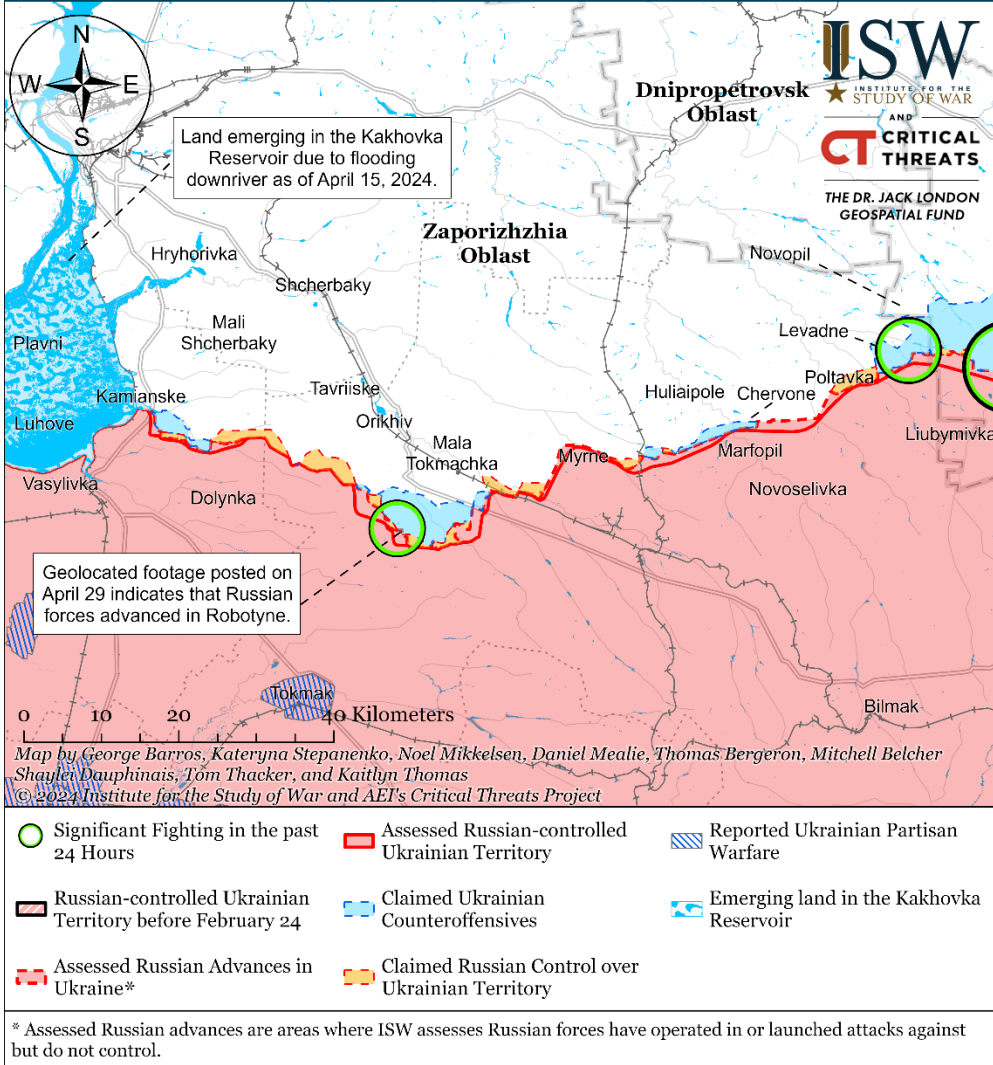 N
W E
S
ISW
INSTITUTE FOR THE
STUDY OF WAR
AND
CT CRITICAL
THREATS
THE DR. JACK LONDON
GEOSPATIAL FUND
Dnipropetrovsk
Oblast
Land emerging in the Kakhovka
Reservoir due to flooding
downriver as of April 15, 2024.
Zaporizhzhia
Oblast
Hryhorivka
Novopil
Shcherbaky
Mali
Shcherbaky
Levadne
Plavni
Poltavka
Tavriiske
Huliaipole
Chervone
Kamianske
Orikhiv
Luhove
Mala
Tokmachka
Myrne
Marfopil
Liubymivka
Vasylivka
Dolynka
Novoselivka
Geolocated footage posted on
April 29 indicates that Russian
forces advanced in Robotyne.
Tokmak
Bilmak
0 10 20 40 Kilometers
Map by George Barros, Kateryna Stepanenko, Noel Mikkelsen, Daniel Mealie, Thomas Bergeron, Mitchell Belcher
Shayler Dauphinais, Tom Thacker, and Kaitlyn Thomas
© 2024 Institute for the Study of War and AEI's Critical Threats Project
Significant Fighting in the past
24 Hours
Assessed Russian-controlled
Ukrainian Territory
Reported Ukrainian Partisan
Warfare
Russian-controlled Ukrainian
Territory before February 24
Claimed Ukrainian
Counteroffensives
Emerging land in the Kakhovka
Reservoir
Assessed Russian Advances in
Ukraine*
Claimed Russian Control over
Ukrainian Territory
* Assessed Russian advances are areas where ISW assesses Russian forces have operated in or launched attacks against
but do not control.